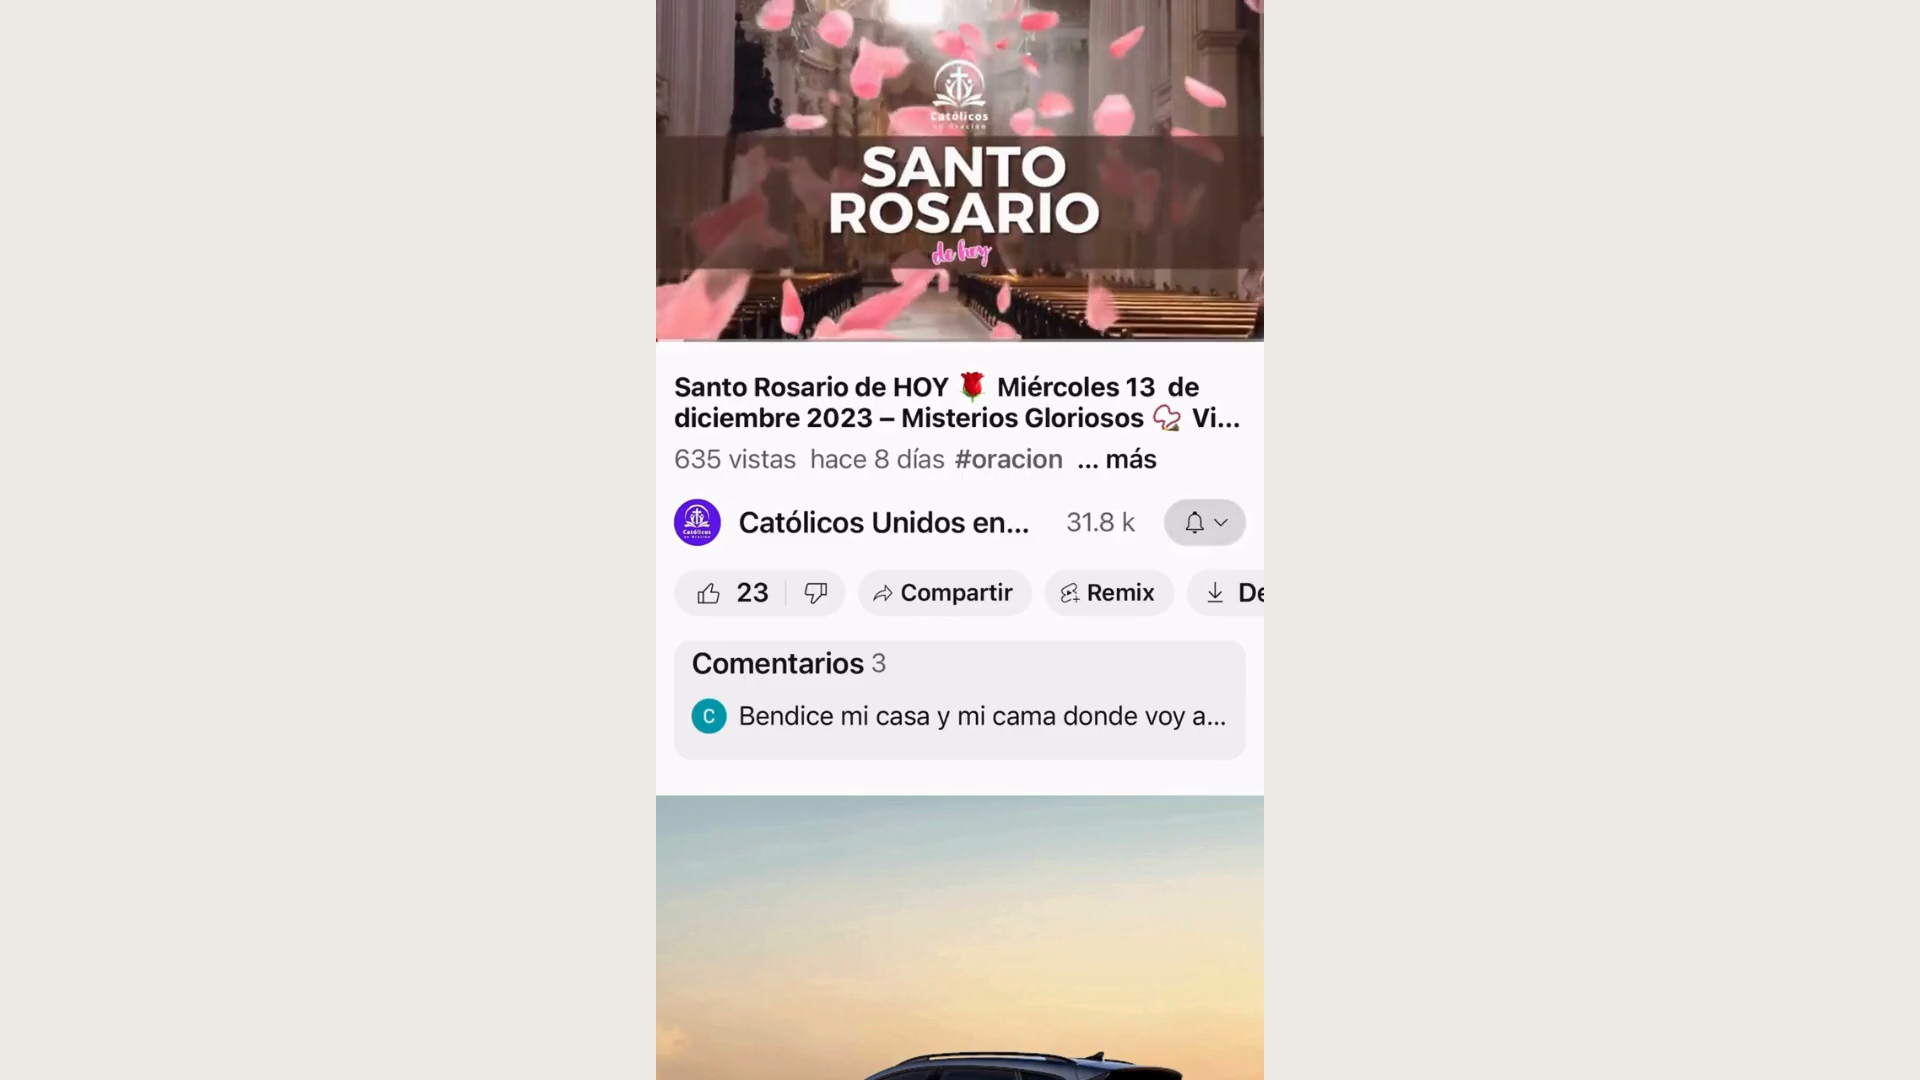 Católicos
en Oración
SANTO
ROSARIO
de hoy
Santo Rosario de HOY 🌹 Miércoles 13 de
diciembre 2023 – Misterios Gloriosos 📿 Vi...
635 vistas hace 8 días #oracion ... más
Católicos Unidos en... 31.8 k
23 Compartir Remix De
Comentarios 3
C Bendice mi casa y mi cama donde voy a...